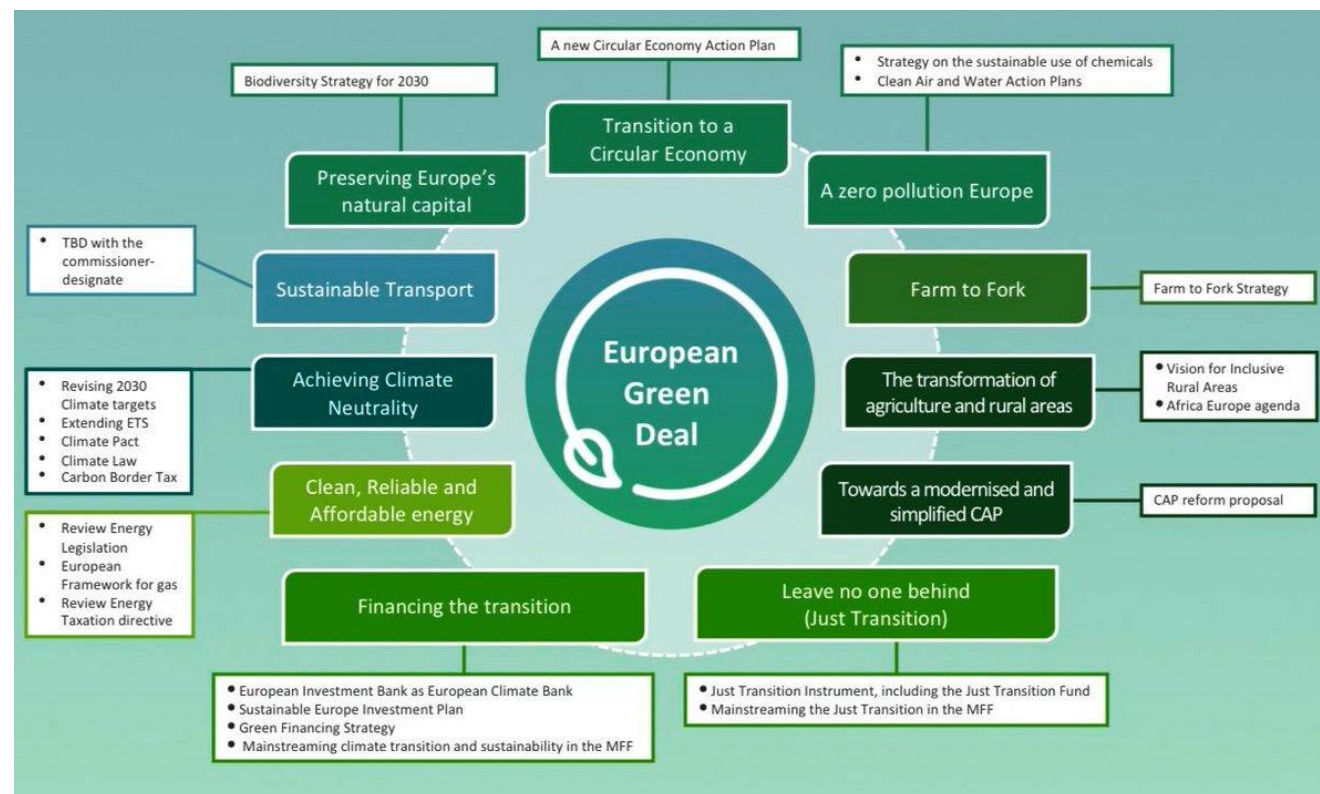 A new Circular Economy Action Plan
Biodiversity Strategy for 2030
• Strategy on the sustainable use of chemicals
• Clean Air and Water Action Plans
Transition to a
Circular Economy
Preserving Europe's
natural capital
A zero pollution Europe
• TBD with the
commissioner-
designate
Sustainable Transport
Farm to Fork
Farm to Fork Strategy
European
Green
Deal
Achieving Climate
Neutrality
• Revising 2030
Climate targets
• Extending ETS
• Climate Pact
• Climate Law
• Carbon Border Tax
The transformation of
agriculture and rural areas
• Vision for Inclusive
Rural Areas
• Africa Europe agenda
Clean, Reliable and
Affordable energy
• Review Energy
Legislation
• European
Framework for gas
• Review Energy
Taxation directive
Towards a modernised and
simplified CAP
CAP reform proposal
Financing the transition
Leave no one behind
(Just Transition)
• European Investment Bank as European Climate Bank
• Sustainable Europe Investment Plan
• Green Financing Strategy
• Mainstreaming climate transition and sustainability in the MFF
• Just Transition Instrument, including the Just Transition Fund
• Mainstreaming the Just Transition in the MFF